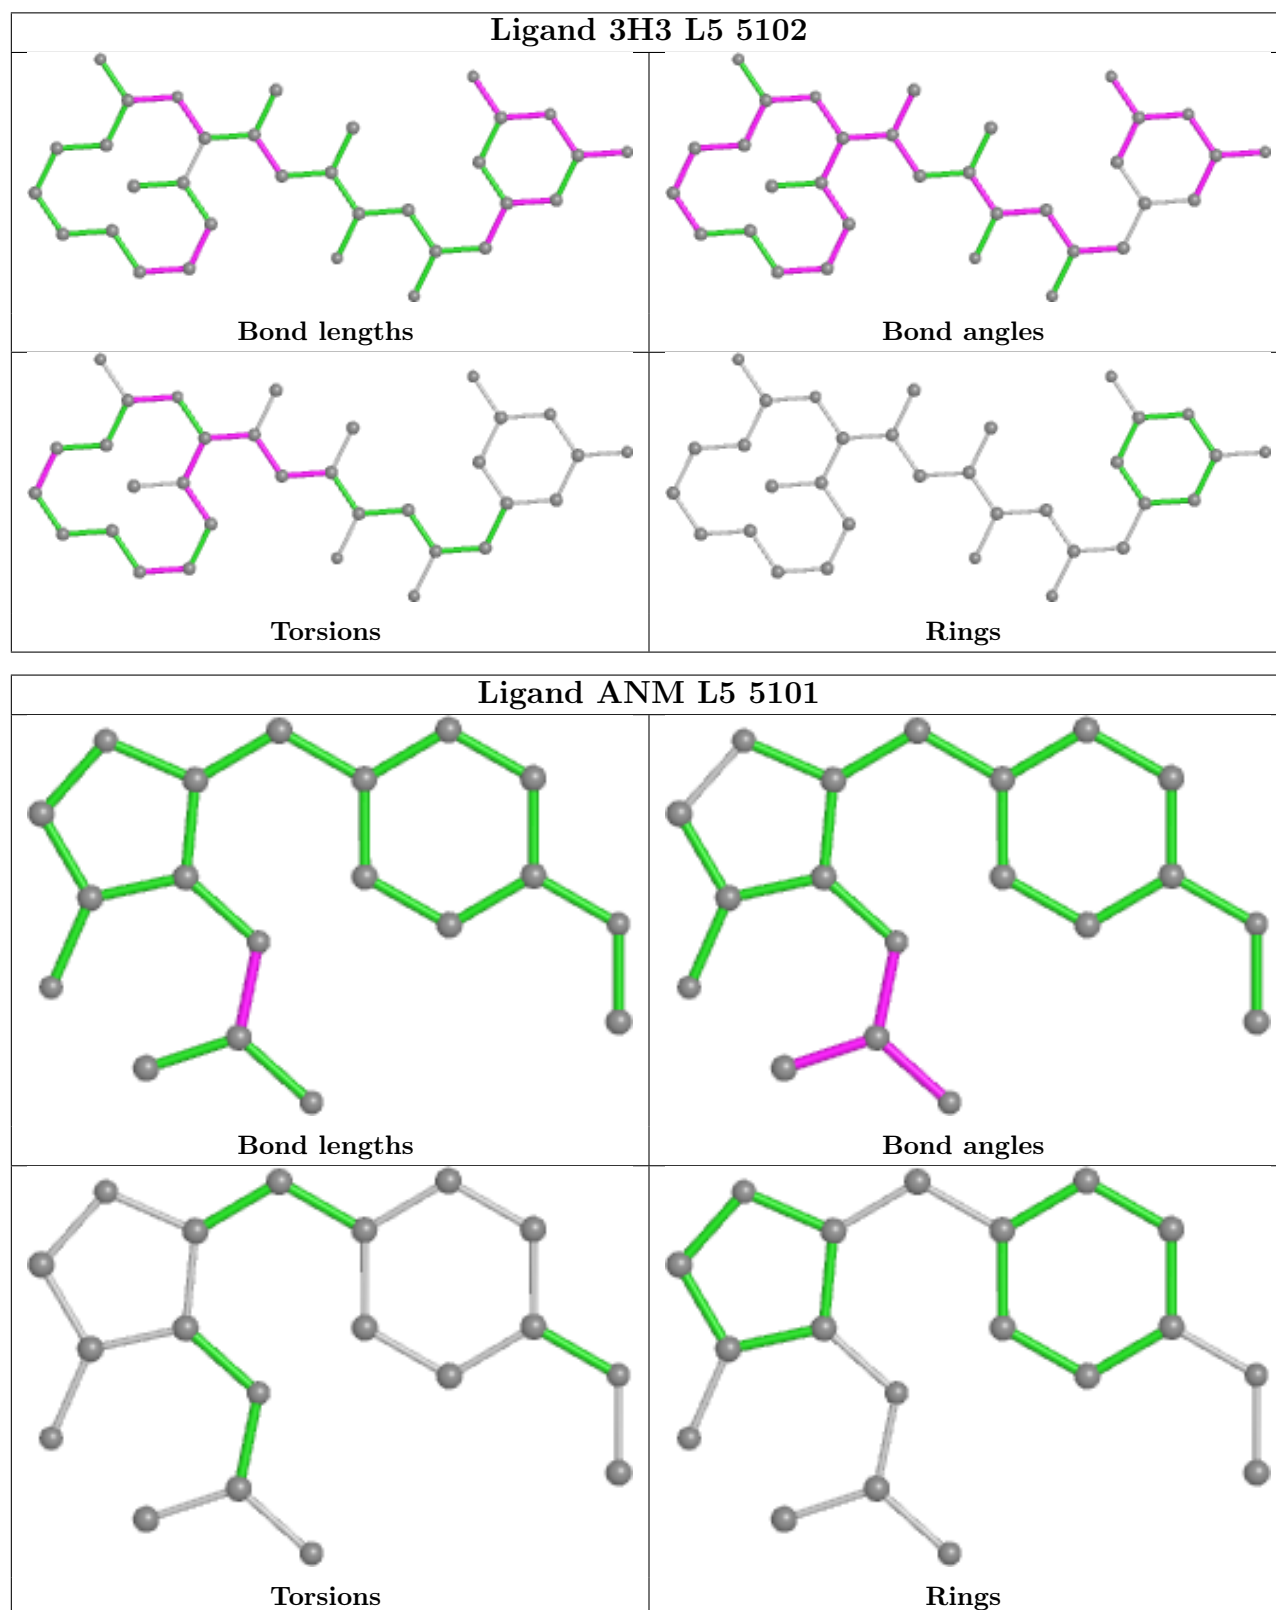 Ligand 3H3 L5 5102
Bond lengths
Bond angles
Torsions
Rings
Ligand ANM L5 5101
Bond lengths
Bond angles
Torsions
Rings